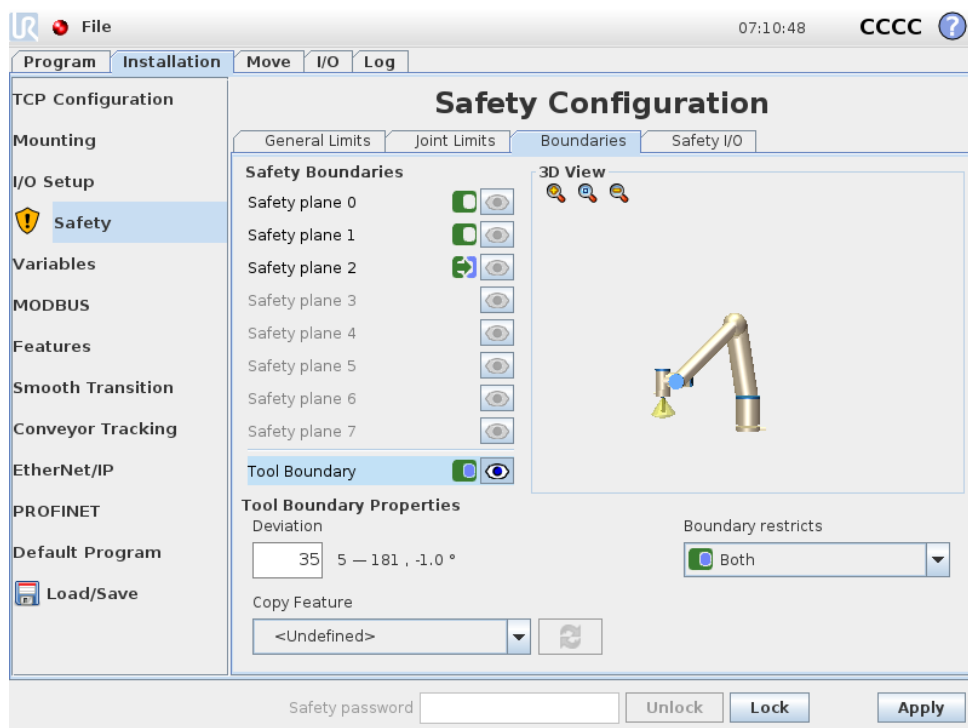 UR File 07:10:48 CCCC ?
Program Installation Move I/O Log
TCP Configuration
Mounting
I/O Setup
Safety
Variables
MODBUS
Features
Smooth Transition
Conveyor Tracking
EtherNet/IP
PROFINET
Default Program
Load/Save
Safety Configuration
General Limits Joint Limits Boundaries Safety I/O
Safety Boundaries
Safety plane 0
Safety plane 1
Safety plane 2
Safety plane 3
Safety plane 4
Safety plane 5
Safety plane 6
Safety plane 7
Tool Boundary
3D View
Tool Boundary Properties
Deviation
35 5 — 181 , -1.0 °
Boundary restricts
Both
Copy Feature
<Undefined>
Safety password Unlock Lock Apply